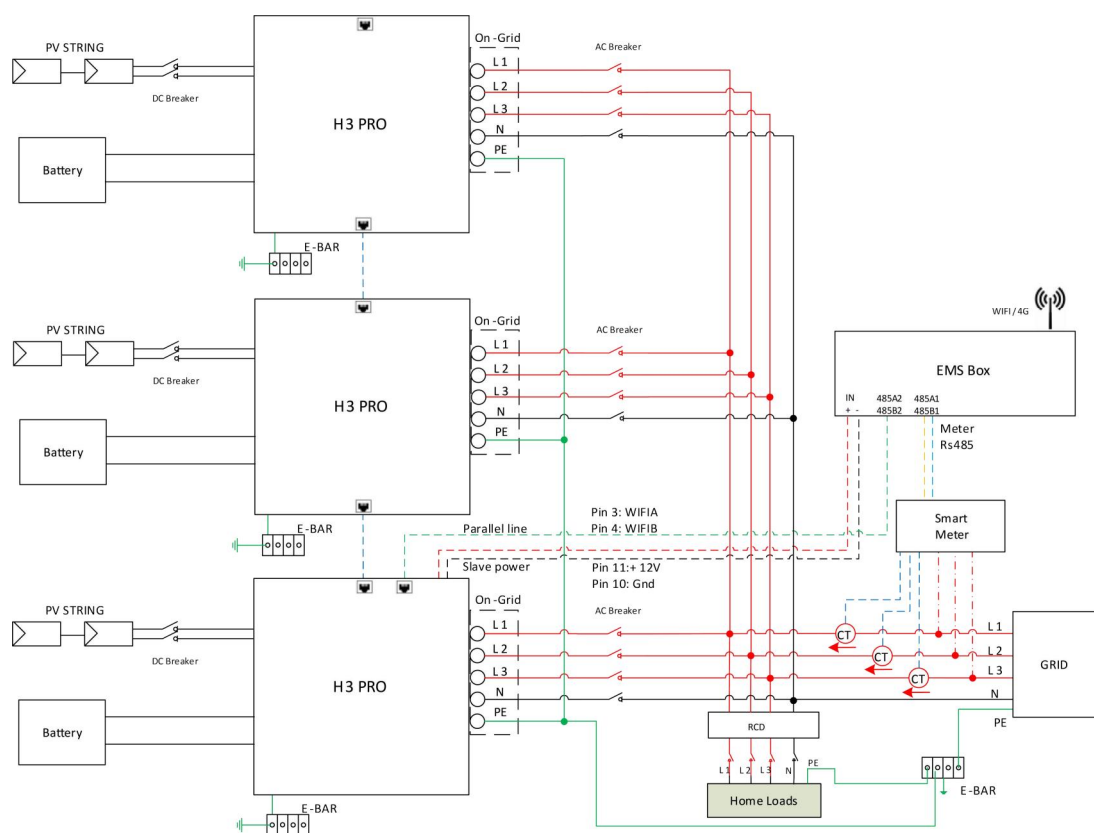 PV STRING
DC Breaker
Battery
H3 PRO
E-BAR
On -Grid
L 1
L 2
L 3
N
PE
AC Breaker
PV STRING
DC Breaker
Battery
H3 PRO
E-BAR
On -Grid
L 1
L 2
L 3
N
PE
AC Breaker
WIFI / 4G
EMS Box
IN
+ -
485A2
485B2
485A1
485B1
Meter
Rs485
Smart
Meter
Parallel line
Pin 3: WIFIA
Pin 4: WIFIB
Slave power
Pin 11:+ 12V
Pin 10: Gnd
PV STRING
DC Breaker
Battery
H3 PRO
E-BAR
On -Grid
L 1
L 2
L 3
N
PE
AC Breaker
CT
CT
CT
L 1
L 2
L 3
N
PE
GRID
RCD
L 1
L 2
L 3
N
PE
Home Loads
E-BAR